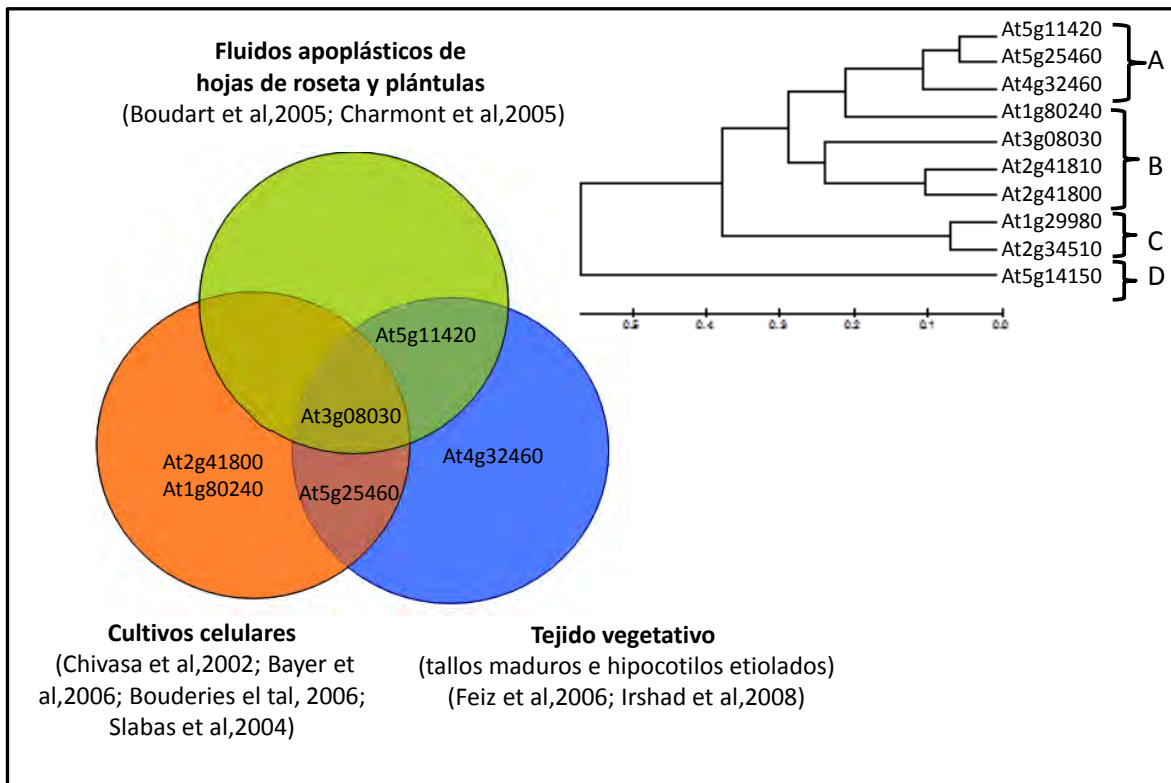 Fluidos apoplásticos de
hojas de roseta y plántulas
(Boudart et al,2005; Charmont et al,2005)
At5g11420
At5g25460
At4g32460
At1g80240
At3g08030
At2g41810
At2g41800
At1g29980
At2g34510
At5g14150
A
B
C
D
0.5 0.4 0.3 0.2 0.1 0.0
At5g11420
At3g08030
At2g41800
At1g80240
At5g25460
At4g32460
Cultivos celulares
(Chivasa et al,2002; Bayer et
al,2006; Bouderies el tal, 2006;
Slabas et al,2004)
Tejido vegetativo
(tallos maduros e hipocotilos etiolados)
(Feiz et al,2006; Irshad et al,2008)